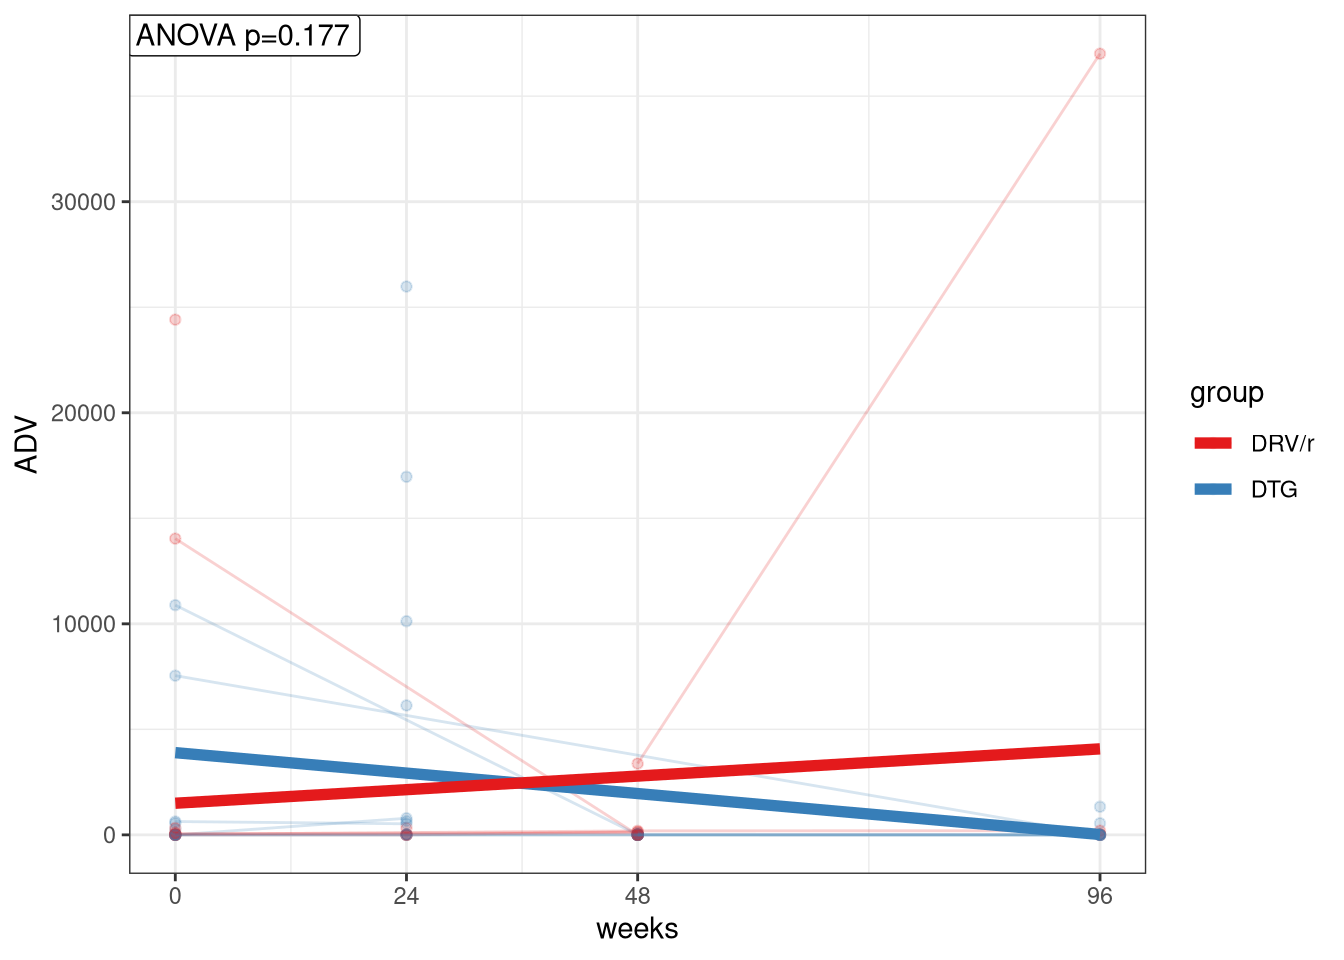 ANOVA p=0.177
30000
20000
10000
0
ADV
0 24 48 96
weeks
group
DRV/r
DTG